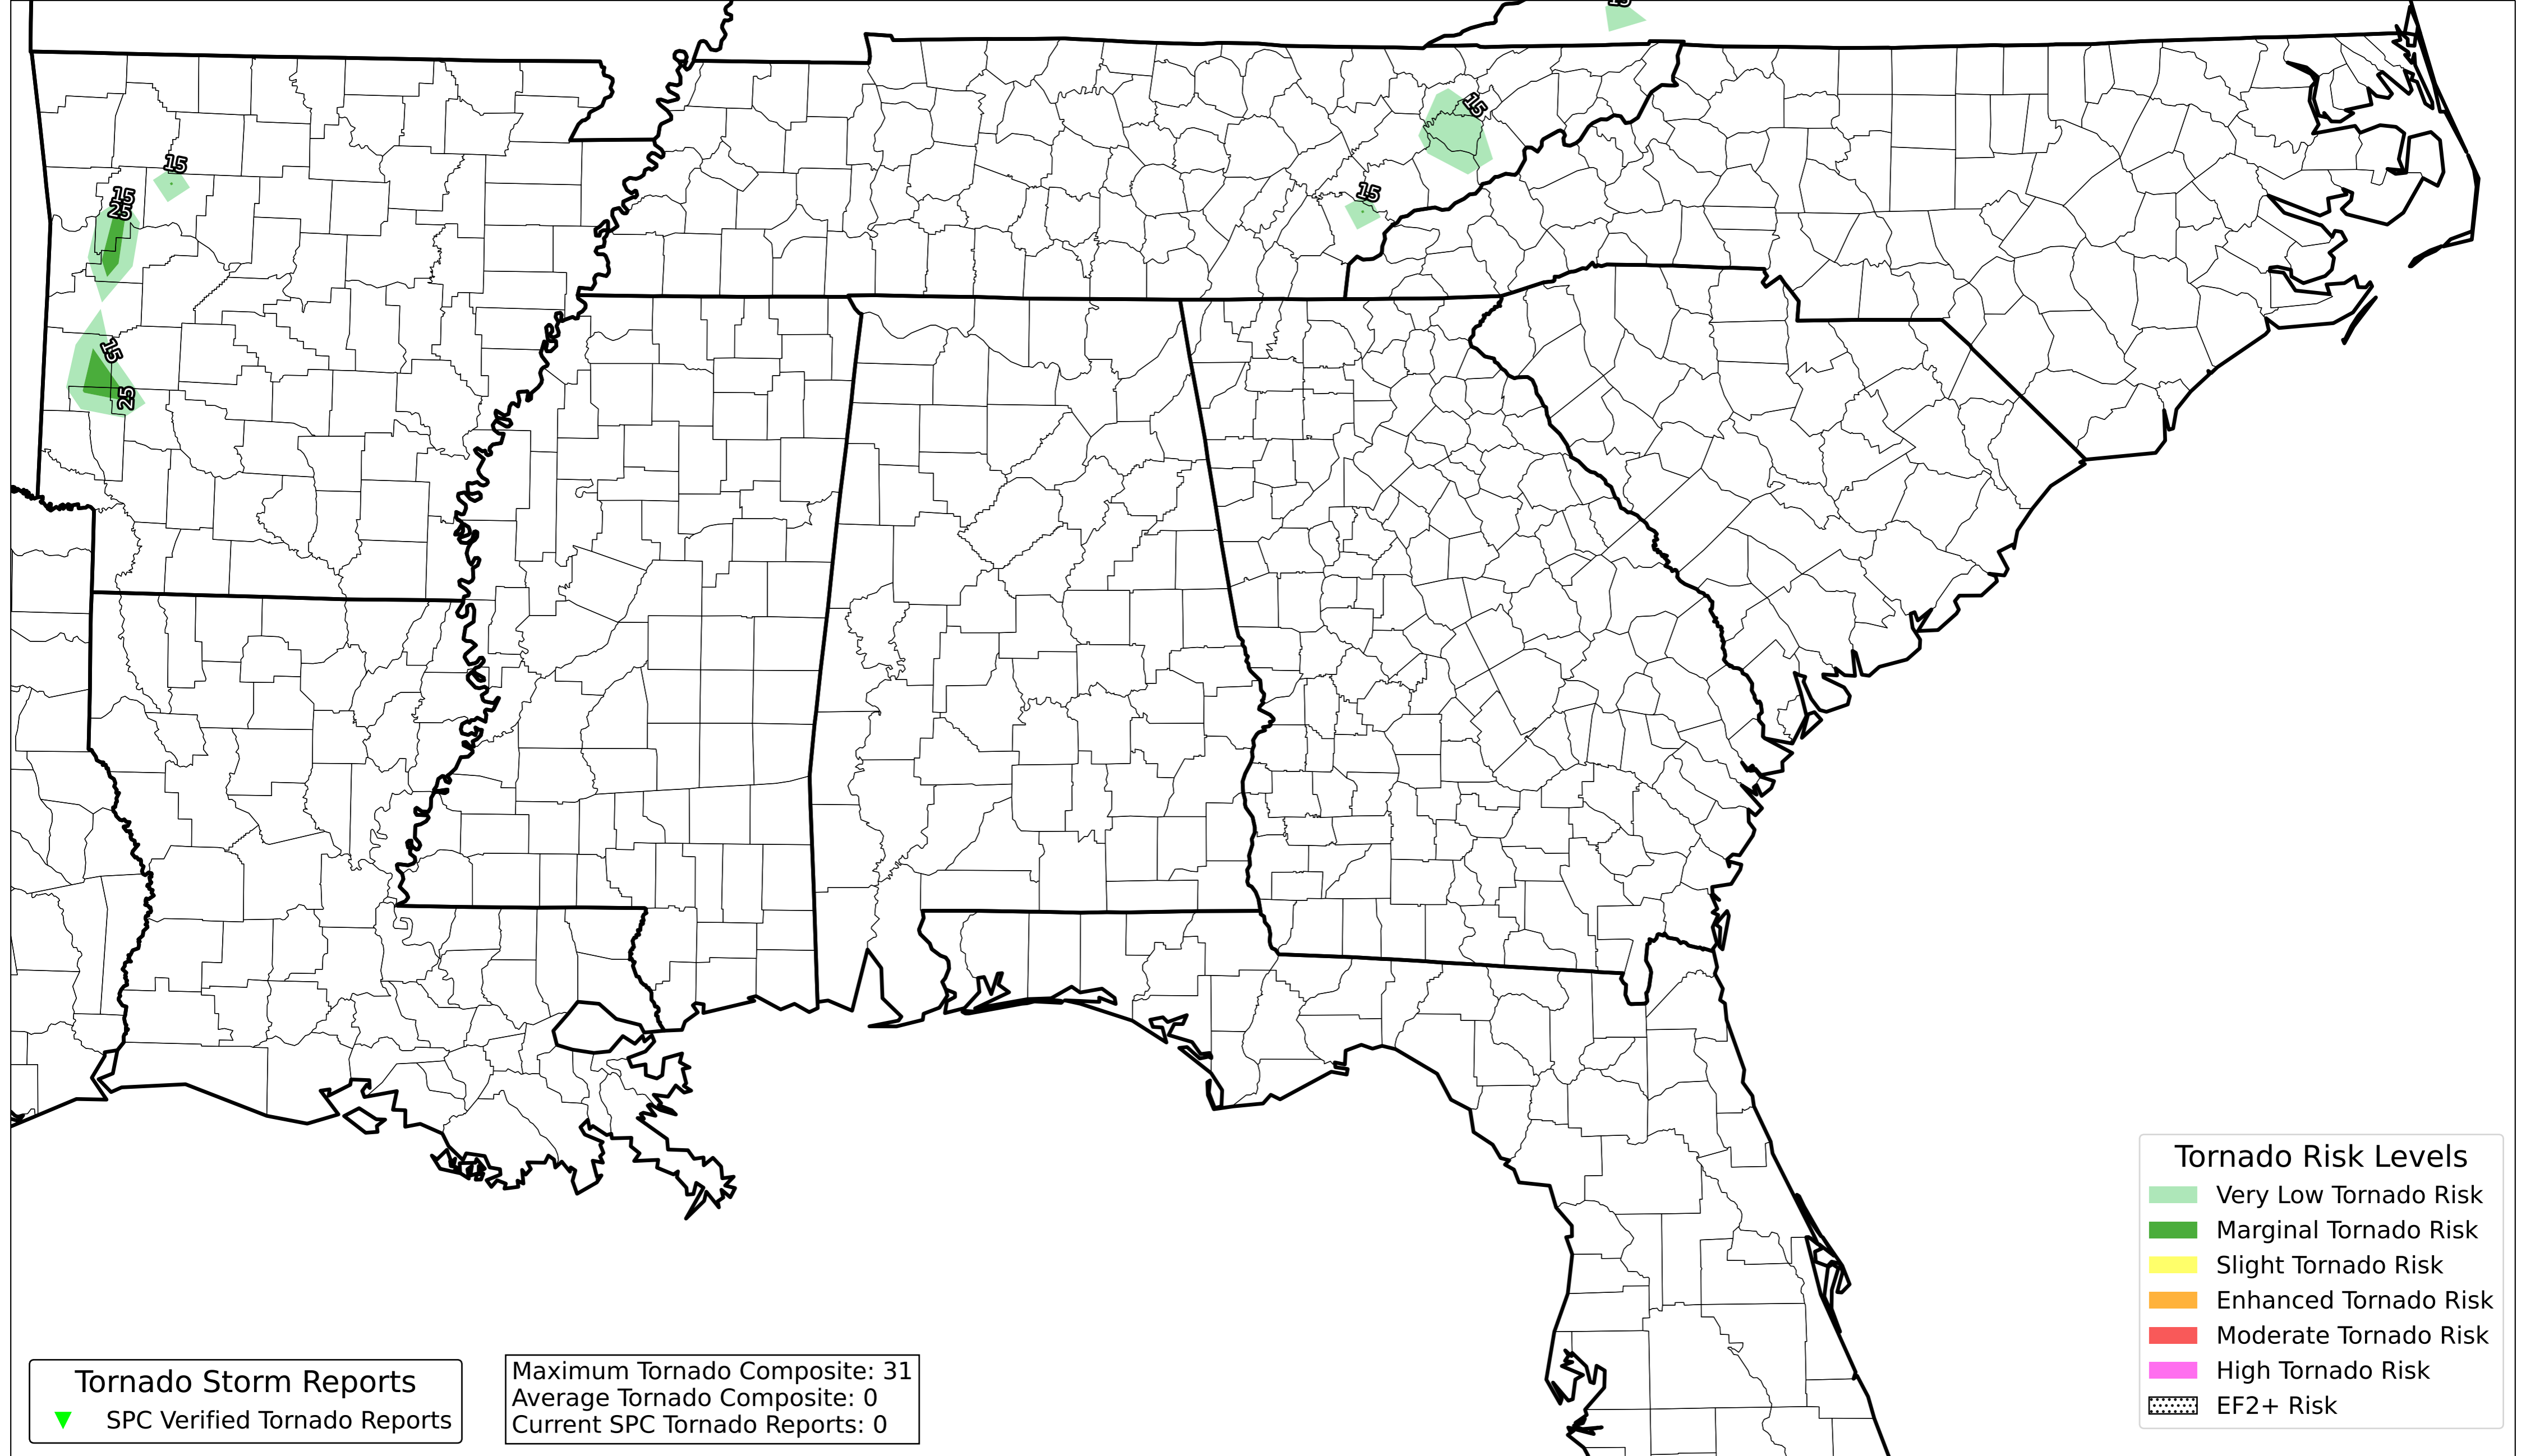 15
15
15
15
25
15
15
25
Tornado Risk Levels
Very Low Tornado Risk
Marginal Tornado Risk
Slight Tornado Risk
Enhanced Tornado Risk
Moderate Tornado Risk
High Tornado Risk
EF2+ Risk
Tornado Storm Reports
SPC Verified Tornado Reports
Maximum Tornado Composite: 31
Average Tornado Composite: 0
Current SPC Tornado Reports: 0